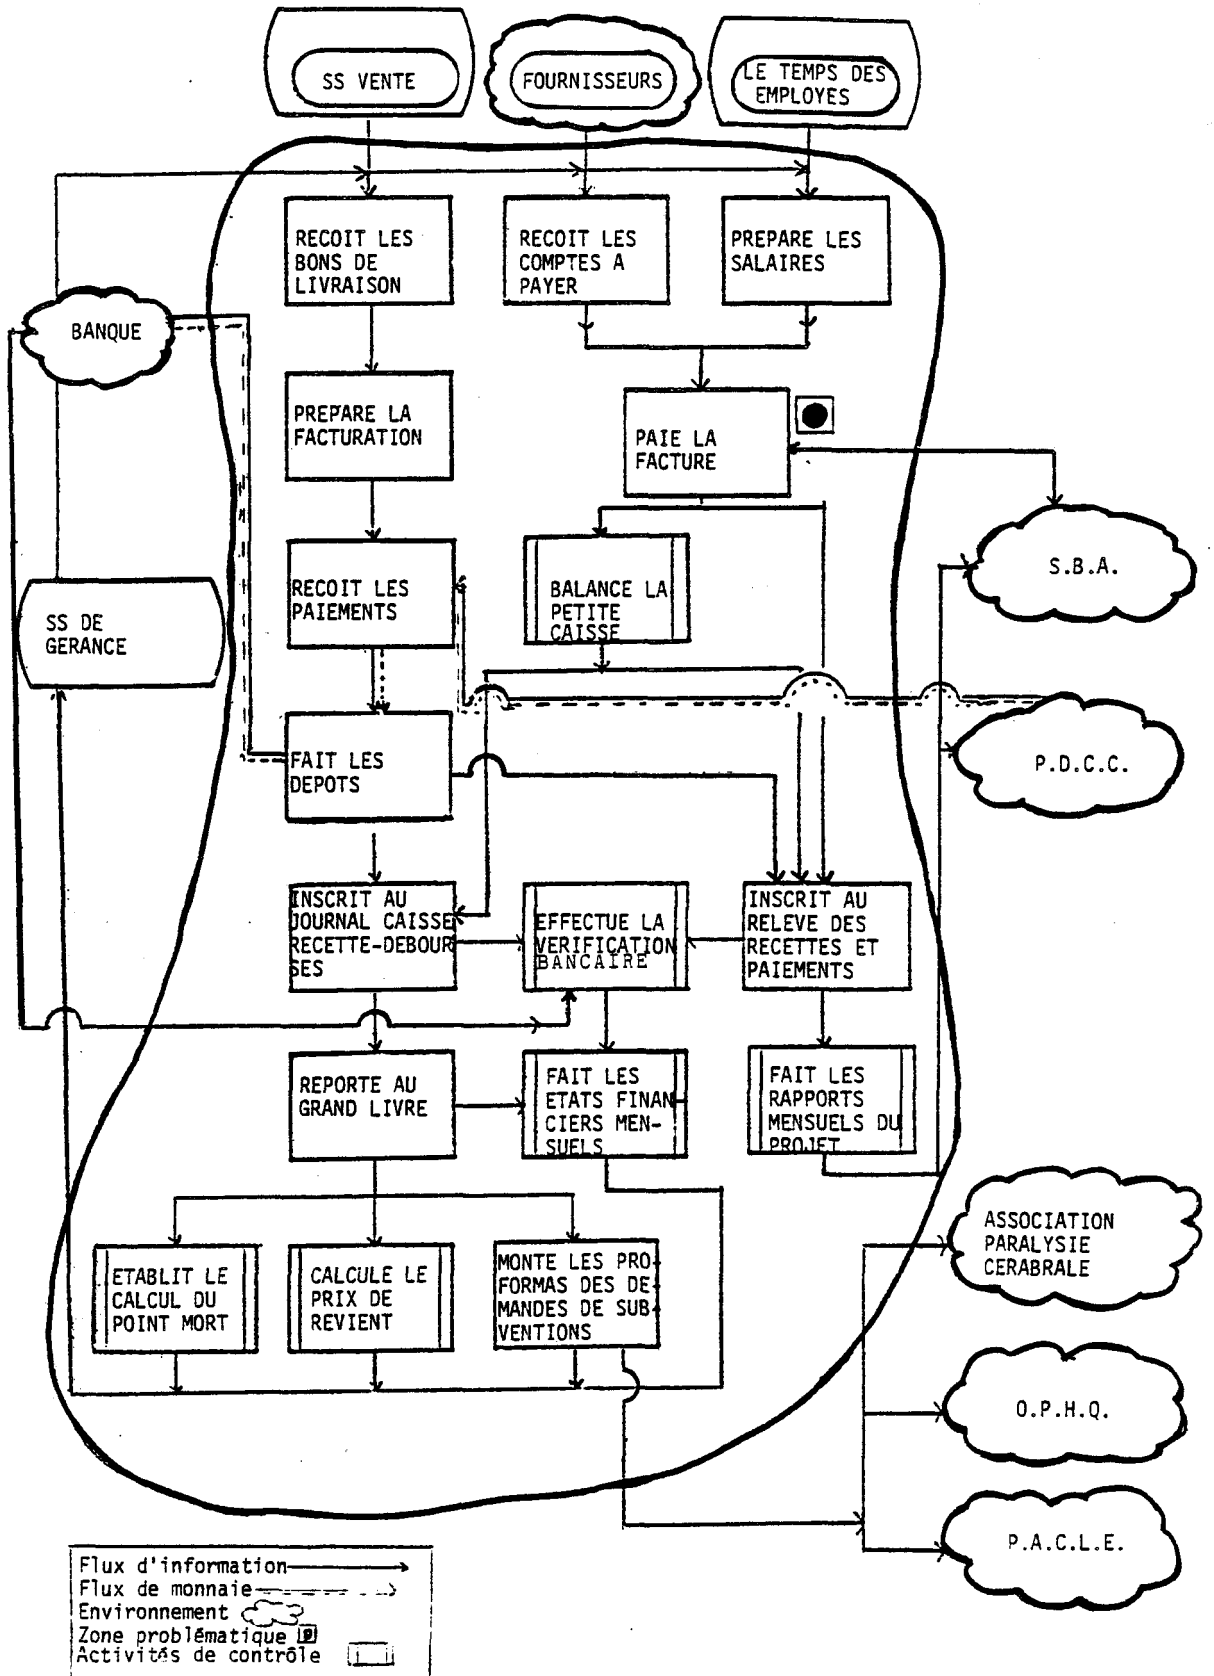 SS VENTE
FOURNISSEURS
LE TEMPS DES
EMPLOYES
RECOIT LES
BONS DE
LIVRAISON
RECOIT LES
COMPTES A
PAYER
PREPARE LES
SALAIRES
BANQUE
PREPARE LA
FACTURATION
PAIE LA
FACTURE
S.B.A.
RECOIT LES
PAIEMENTS
BALANCE LA
PETITE
CAISSE
SS DE
GERANCE
FAIT LES
DEPOTS
P.D.C.C.
INSCRIT AU
JOURNAL CAISSE
RECETTE-DEBOUR
SES
EFFECTUE LA
VERIFICATION
BANCAIRE
INSCRIT AU
RELEVE DES
RECETTES ET
PAIEMENTS
REPORTE AU
GRAND LIVRE
FAIT LES
ETATS FINAN
CIERS MEN-
SUELS
FAIT LES
RAPPORTS
MENSUELS DU
PROJET
ASSOCIATION
PARALYSIE
CERABRALE
ETABLIT LE
CALCUL DU
POINT MORT
CALCULE LE
PRIX DE
REVIENT
MONTE LES PRO-
FORMAS DES DE-
MANDES DE SUB-
VENTIONS
O.P.H.Q.
P.A.C.L.E.
Flux d'information
Flux de monnaie
Environnement
Zone problématique
Activités de contrôle